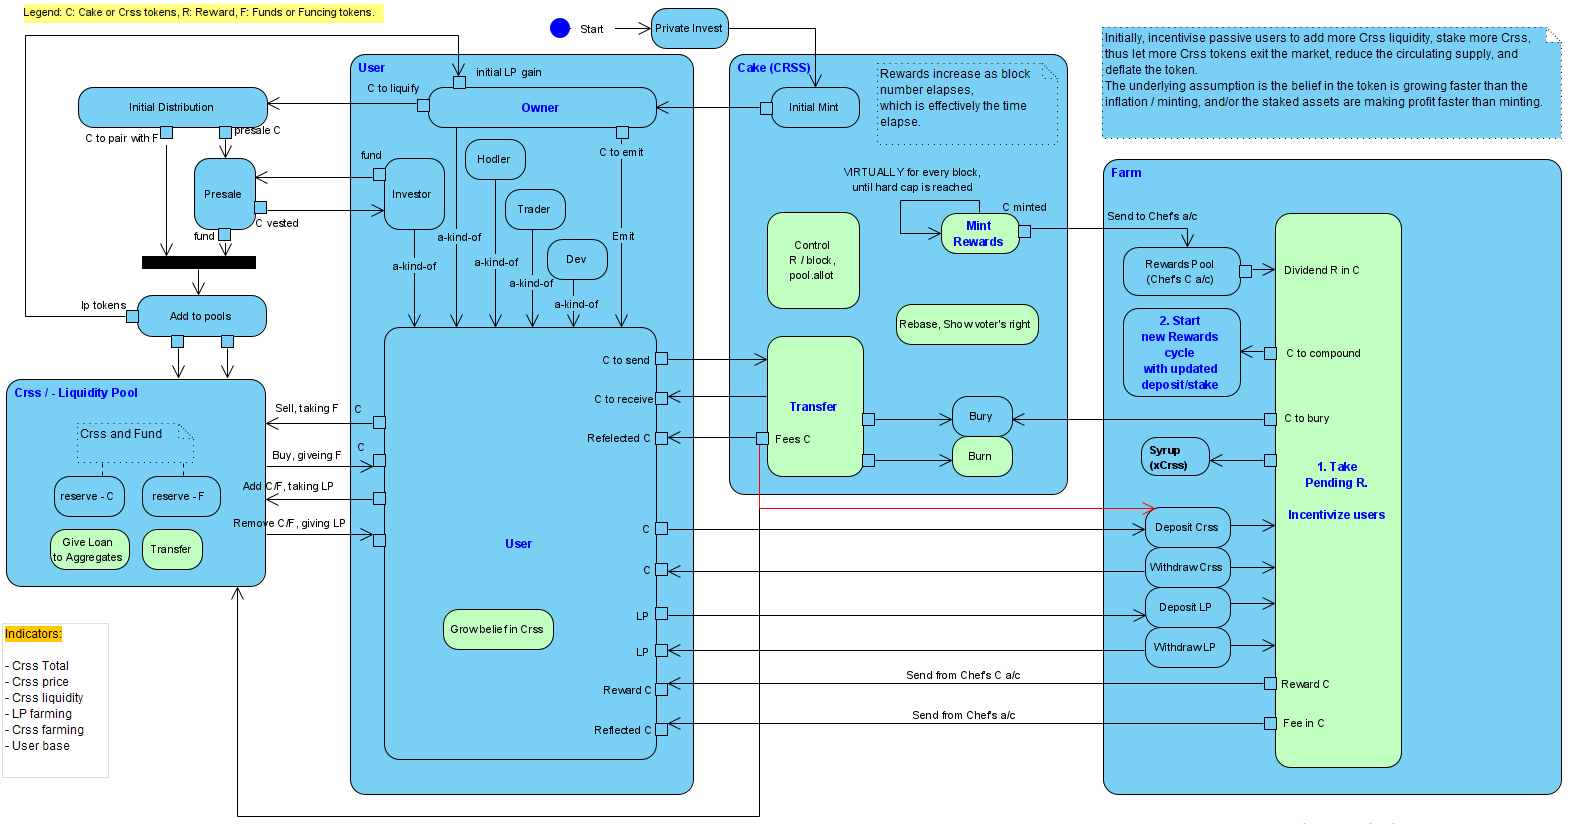 Legend: C: Cake or Crss tokens, R: Reward, F: Funds or Funcing tokens.
Start
Private Invest
Initially, incentivise passive users to add more Crss liquidity, stake more Crss,
thus let more Crss tokens exit the market, reduce the circulating supply, and
deflate the token.
The underlying assumption is the belief in the token is growing faster than the
inflation / minting, and/or the staked assets are making profit faster than minting.
User
initial LP gain
C to liquify
Owner
C to emit
Initial Distribution
C to pair with F
presale C
Presale
fund
C vested
fund
Investor
Hodler
Trader
Dev
a-kind-of
a-kind-of
a-kind-of
a-kind-of
a-kind-of
Emit
lp tokens
Add to pools
Cake (CRSS)
Rewards increase as block
number elapses,
which is effectively the time
elapse.
Initial Mint
VIRTUALLY for every block,
until hard cap is reached
C minted
Mint
Rewards
Control
R / block,
pool.allot
Rebase, Show voter's right
Transfer
Fees C
Bury
Burn
Farm
Send to Chef's a/c
Rewards Pool
(Chef's C a/c)
Dividend R in C
2. Start
new Rewards
cycle
with updated
deposit/stake
C to compound
C to bury
Syrup
(xCrss)
1. Take
Pending R.
Incentivize users
Deposit Crss
Withdraw Crss
Deposit LP
Withdraw LP
Reward C
Fee in C
Send from Chef's C a/c
Send from Chef's a/c
C to send
C to receive
Refelected C
C
C
LP
LP
Reward C
Reflected C
User
Grow belief in Crss
Crss / - Liquidity Pool
Crss and Fund
reserve - C
reserve - F
Give Loan
to Aggregates
Transfer
Sell, taking F
C
Buy, giveing F
C
Add C/F, taking LP
Remove C/F, giving LP
Indicators:
- Crss Total
- Crss price
- Crss liquidity
- LP farming
- Crss farming
- User base